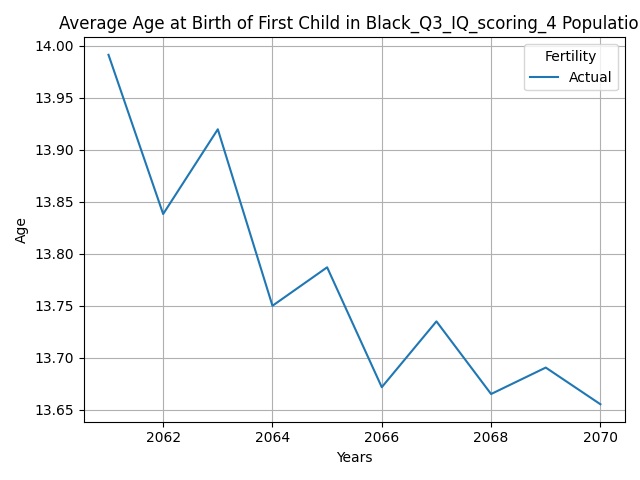 Average Age at Birth of First Child in Black_Q3_IQ_scoring_4 Populatio
Fertility
Actual
14.00
13.95
13.90
13.85
13.80
13.75
13.70
13.65
Age
2062 2064 2066 2068 2070
Years